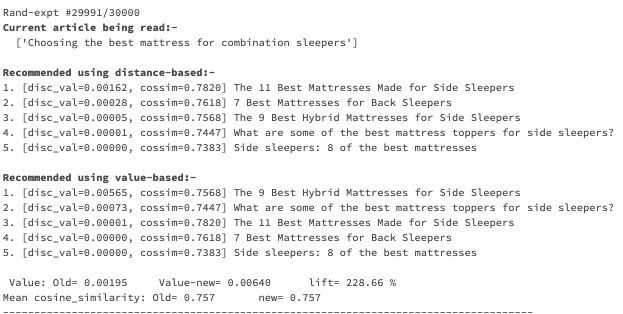 Rand-expt #29991/30000
Current article being read:-
['Choosing the best mattress for combination sleepers']
Recommended using distance-based:-
1. [disc_val=0.00162, cossim=0.7820] The 11 Best Mattresses Made for Side Sleepers
2. [disc_val=0.00028, cossim=0.7618] 7 Best Mattresses for Back Sleepers
3. [disc_val=0.00005, cossim=0.7568] The 9 Best Hybrid Mattresses for Side Sleepers
4. [disc_val=0.00001, cossim=0.7447] What are some of the best mattress toppers for side sleepers?
5. [disc_val=0.00000, cossim=0.7383] Side sleepers: 8 of the best mattresses
Recommended using value-based:-
1. [disc_val=0.00565, cossim=0.7568] The 9 Best Hybrid Mattresses for Side Sleepers
2. [disc_val=0.00073, cossim=0.7447] What are some of the best mattress toppers for side sleepers?
3. [disc_val=0.00001, cossim=0.7820] The 11 Best Mattresses Made for Side Sleepers
4. [disc_val=0.00000, cossim=0.7618] 7 Best Mattresses for Back Sleepers
5. [disc_val=0.00000, cossim=0.7383] Side sleepers: 8 of the best mattresses
Value: Old= 0.00195 Value-new= 0.00640 lift= 228.66 %
Mean cosine_similarity: Old= 0.757 new= 0.757